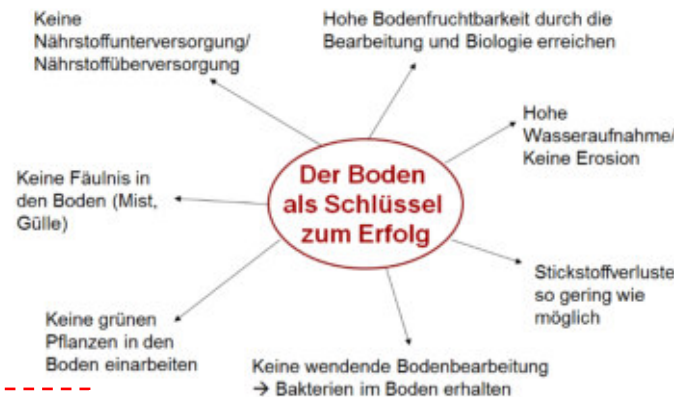 Keine
Nährstoffunterversorgung/
Nährstoffüberversorgung
Hohe Bodenfruchtbarkeit durch die
Bearbeitung und Biologie erreichen
Hohe
Wasseraufnahme/
Keine Erosion
Keine Fäulnis in
den Boden (Mist,
Gülle)
Der Boden
als Schlüssel
zum Erfolg
Stickstoffverluste
so gering wie
möglich
Keine grünen
Pflanzen in den
Boden einarbeiten
Keine wendende Bodenbearbeitung
→ Bakterien im Boden erhalten